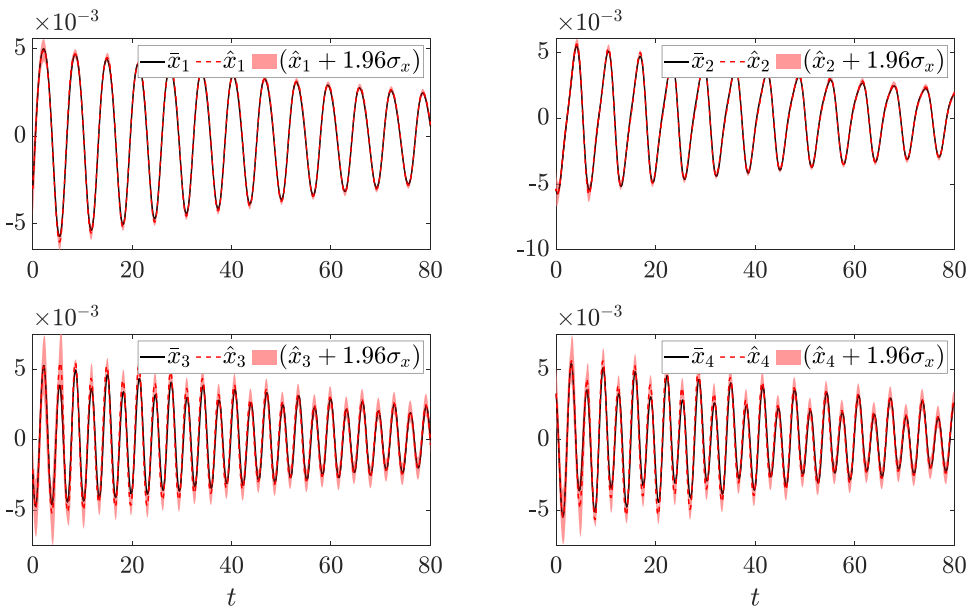 ×10⁻³ ×10⁻³
5 x̄₁ x̂₁ (x̂₁ + 1.96σₓ) 5 x̄₂ x̂₂ (x̂₂ + 1.96σₓ)
0 0
-5 -5
-10
0 20 40 60 80 0 20 40 60 80
×10⁻³ ×10⁻³
x̄₃ x̂₃ (x̂₃ + 1.96σₓ) x̄₄ x̂₄ (x̂₄ + 1.96σₓ)
5 5
0 0
-5 -5
0 20 40 60 80 0 20 40 60 80
t t